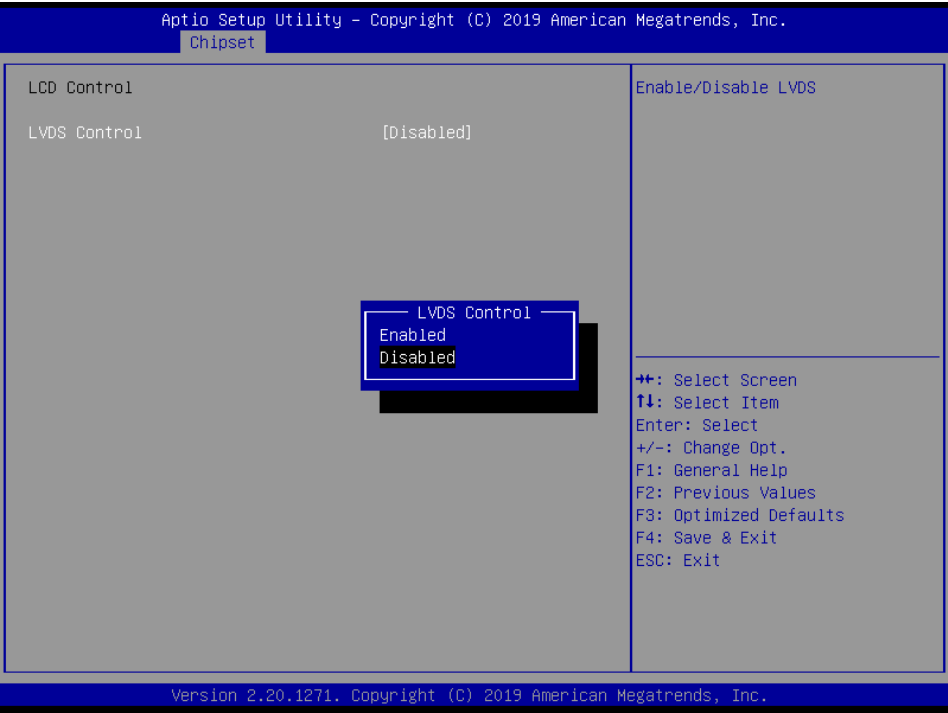 Aptio Setup Utility – Copyright (C) 2019 American Megatrends, Inc.
Chipset
LCD Control
LVDS Control [Disabled]
Enable/Disable LVDS
LVDS Control
Enabled
Disabled
→←: Select Screen
↑↓: Select Item
Enter: Select
+/-: Change Opt.
F1: General Help
F2: Previous Values
F3: Optimized Defaults
F4: Save & Exit
ESC: Exit
Version 2.20.1271. Copyright (C) 2019 American Megatrends, Inc.